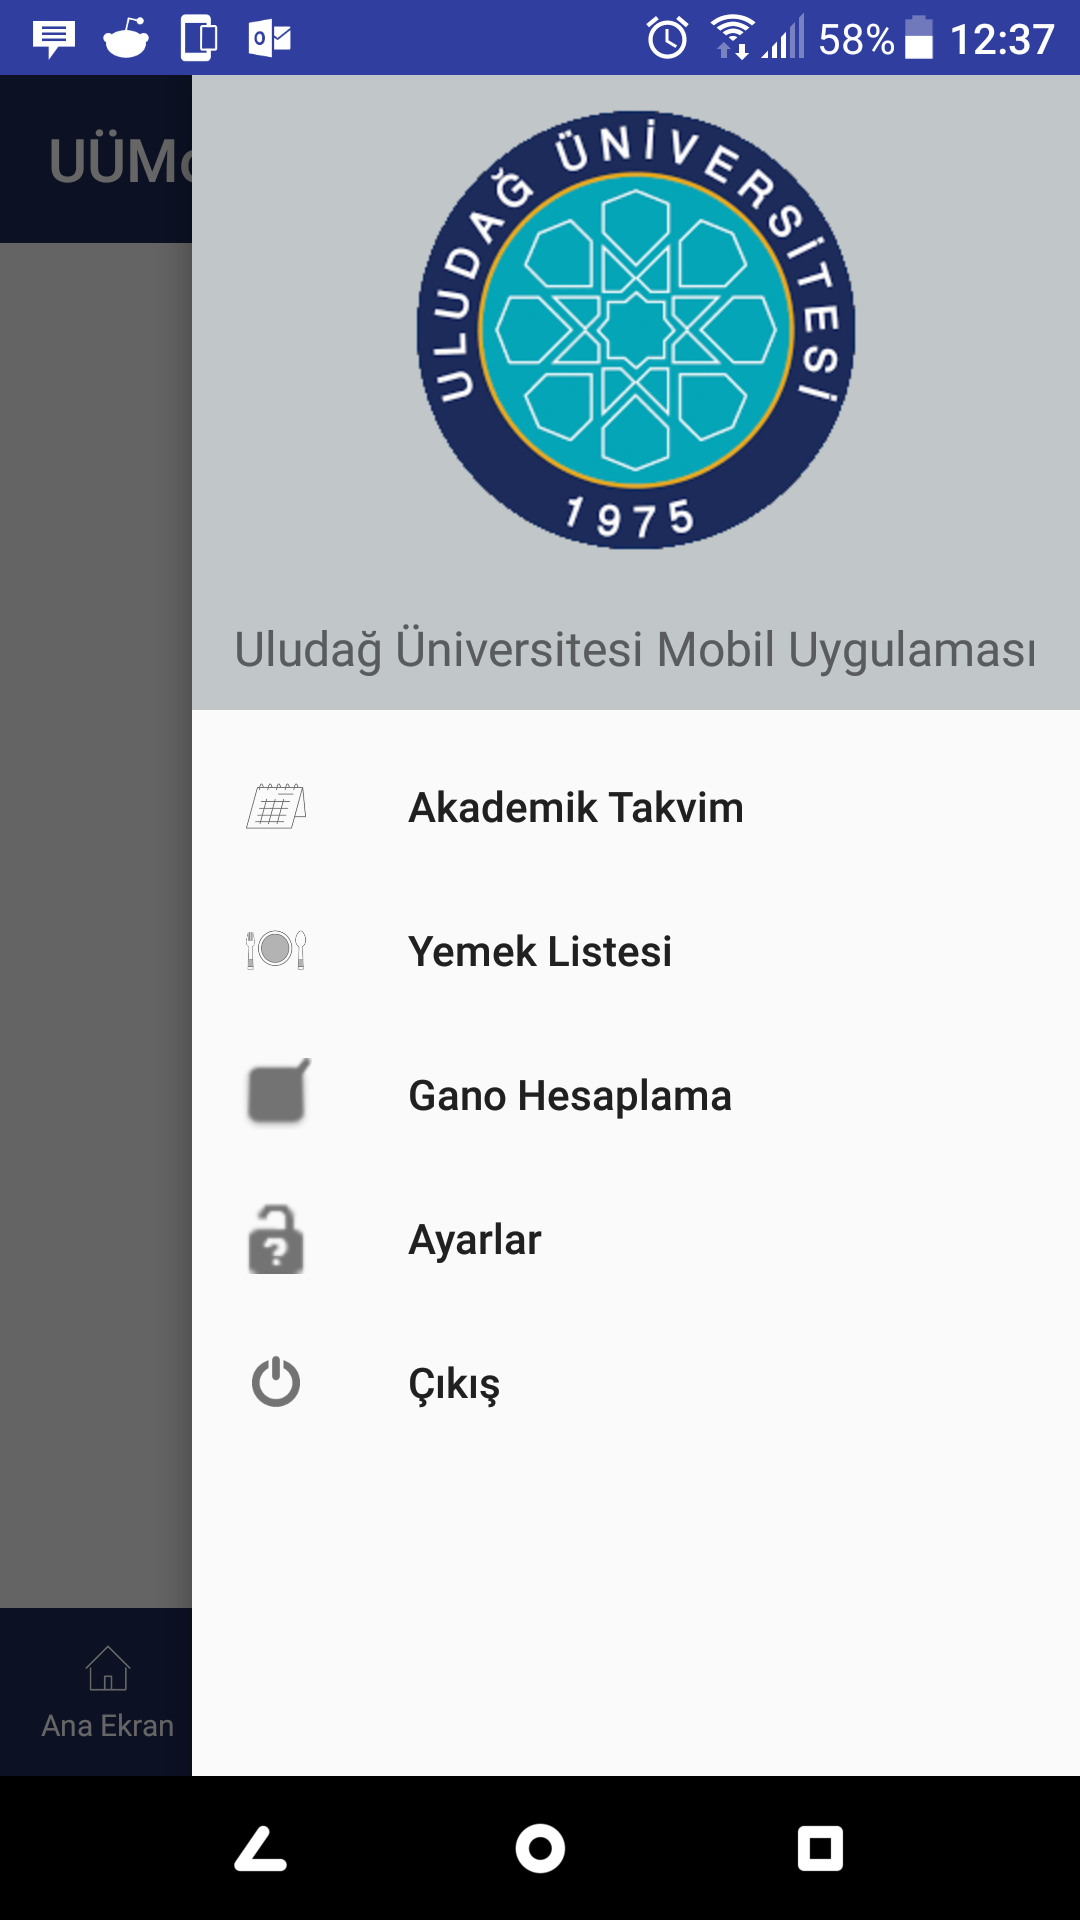 58% 12:37
UÜMo
ULUDAĞ ÜNİVERSİTESİ
1975
Uludağ Üniversitesi Mobil Uygulaması
Akademik Takvim
Yemek Listesi
Gano Hesaplama
Ayarlar
Çıkış
Ana Ekran